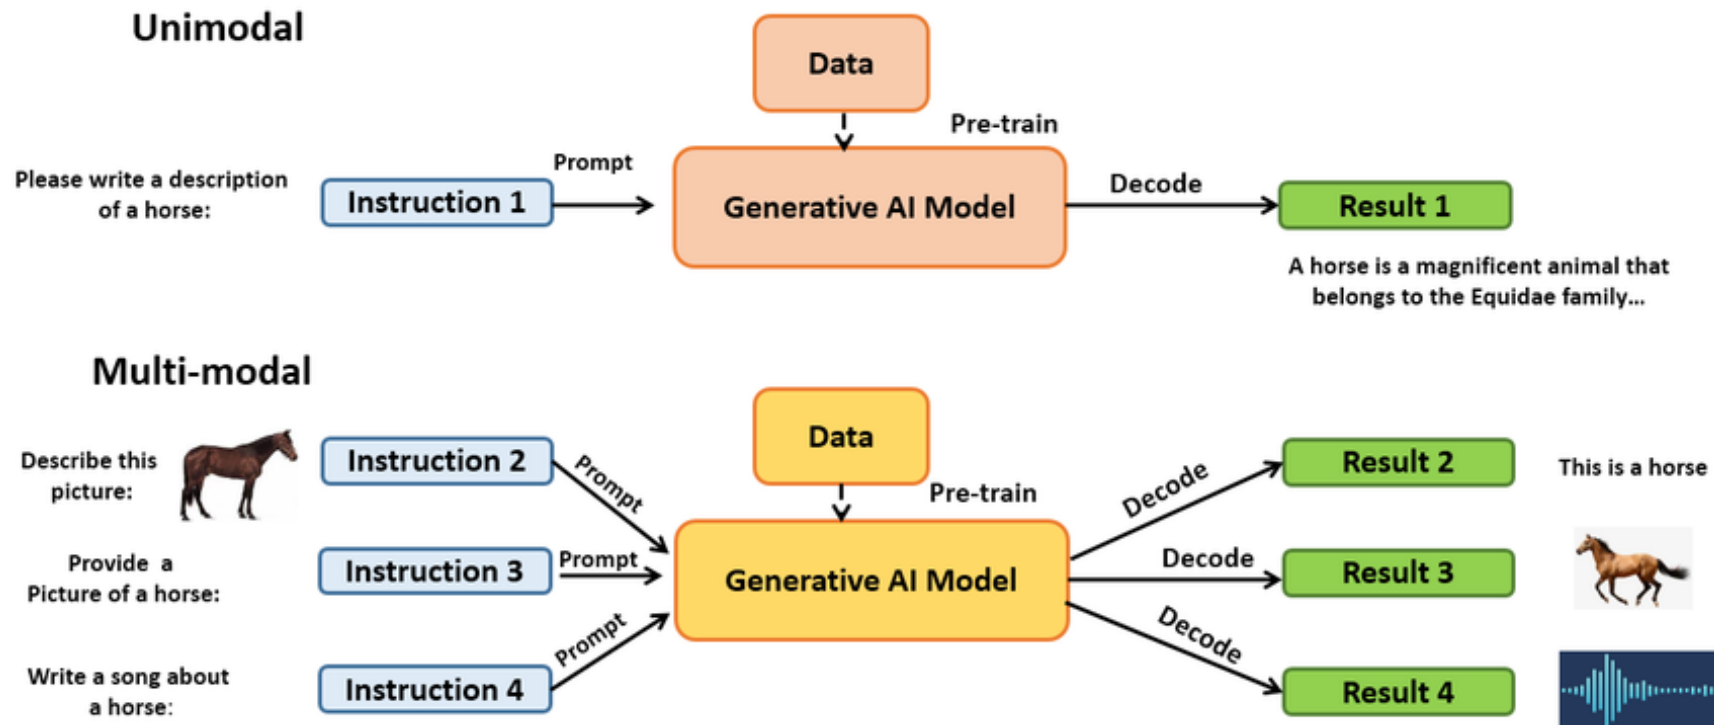 Unimodal
Data
Pre-train
Please write a description
of a horse:
Instruction 1
Prompt
Generative AI Model
Decode
Result 1
A horse is a magnificent animal that
belongs to the Equidae family...
Multi-modal
Data
Pre-train
Describe this
picture:
Instruction 2
Prompt
Decode
Result 2
This is a horse
Provide a
Picture of a horse:
Instruction 3
Prompt
Generative AI Model
Decode
Result 3
Write a song about
a horse:
Instruction 4
Prompt
Decode
Result 4